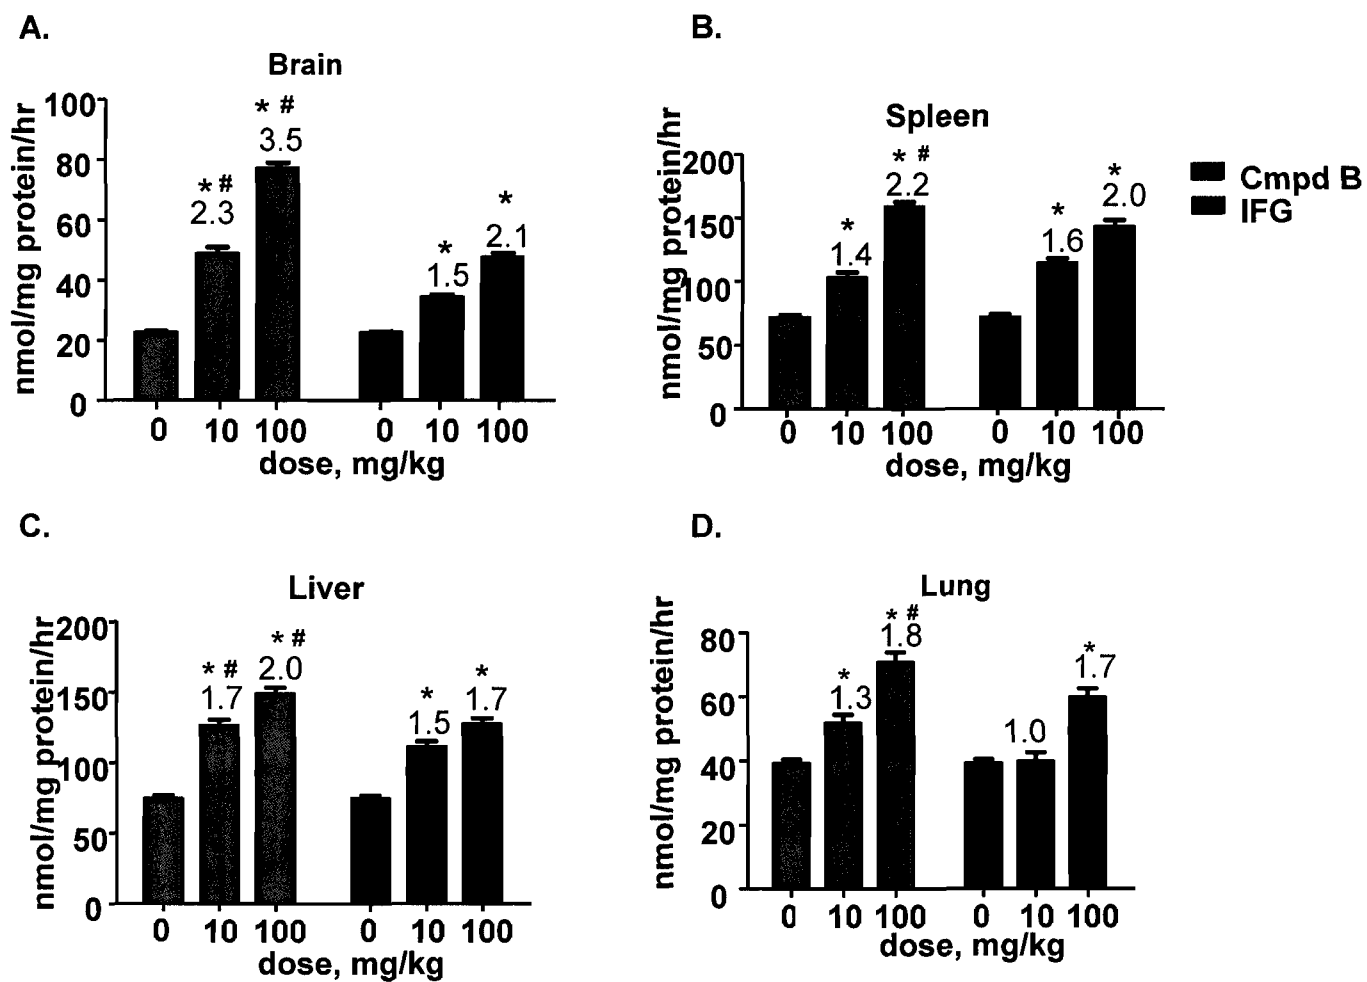 A.
Brain
nmol/mg protein/hr
100
80
60
40
20
0
* #
3.5
* #
2.3
*
2.1
*
1.5
0 10 100 0 10 100
dose, mg/kg
B.
Spleen
nmol/mg protein/hr
200
150
100
50
0
* #
2.2
*
1.4
*
2.0
*
1.6
0 10 100 0 10 100
dose, mg/kg
Cmpd B
IFG
C.
Liver
nmol/mg protein/hr
200
150
100
50
0
* #
2.0
* #
1.7
*
1.7
*
1.5
0 10 100 0 10 100
dose, mg/kg
D.
Lung
nmol/mg protein/hr
80
60
40
20
0
* #
1.8
*
1.3
*
1.7
1.0
0 10 100 0 10 100
dose, mg/kg